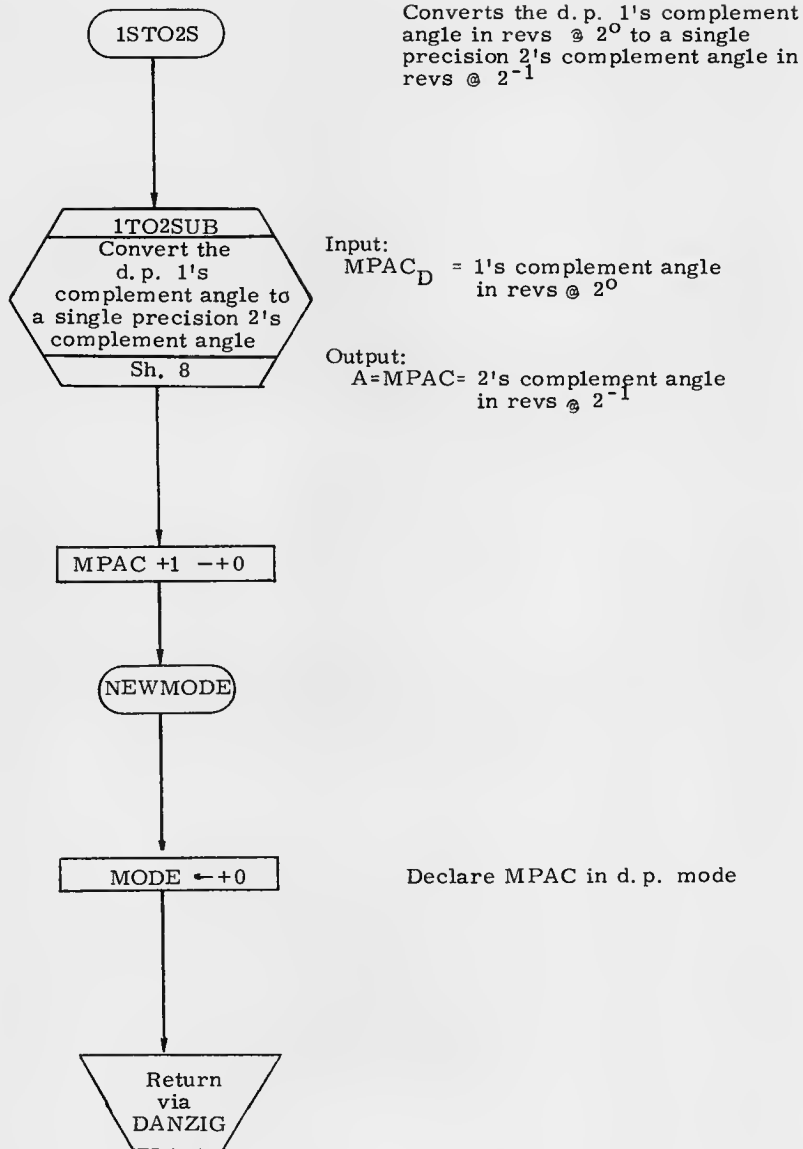 1STO2S
Converts the d.p. 1's complement
angle in revs @ 2⁰ to a single
precision 2's complement angle in
revs @ 2⁻¹
1TO2SUB
Convert the
d.p. 1's
complement angle to
a single precision 2's
complement angle
Sh. 8
Input:
MPAC_D = 1's complement angle
in revs @ 2⁰
Output:
A=MPAC= 2's complement angle
in revs @ 2⁻¹
MPAC +1 -+0
NEWMODE
MODE ←+0
Declare MPAC in d.p. mode
Return
via
DANZIG